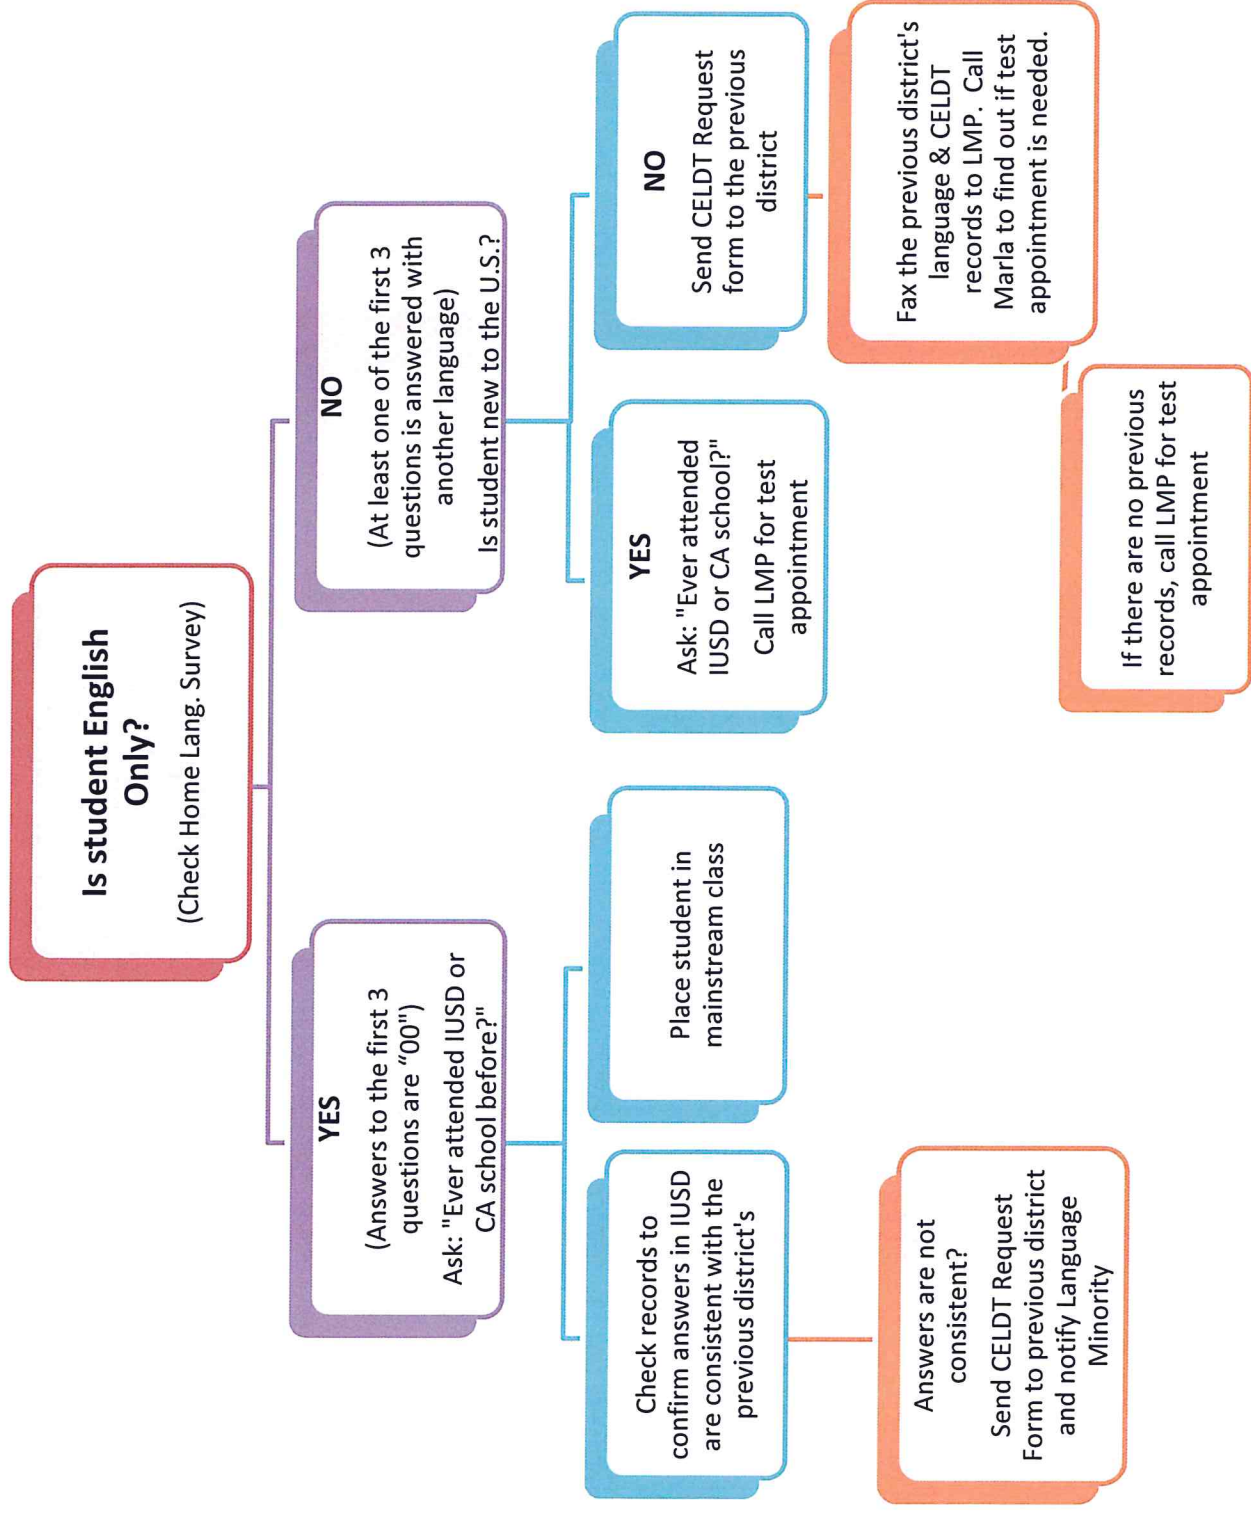 Is student English
Only?
(Check Home Lang. Survey)
YES
(Answers to the first 3
questions are “00")
Ask: "Ever attended IUSD or
CA school before?"
NO
(At least one of the first 3
questions is answered with
another language)
Is student new to the U.S.?
Check records to
confirm answers in IUSD
are consistent with the
previous district's
Place student in
mainstream class
YES
Ask: "Ever attended
IUSD or CA school?"
Call LMP for test
appointment
NO
Send CELDT Request
form to the previous
district
Answers are not
consistent?
Send CELDT Request
Form to previous district
and notify Language
Minority
Fax the previous district's
language & CELDT
records to LMP.  Call
Marla to find out if test
appointment is needed.
If there are no previous
records, call LMP for test
appointment